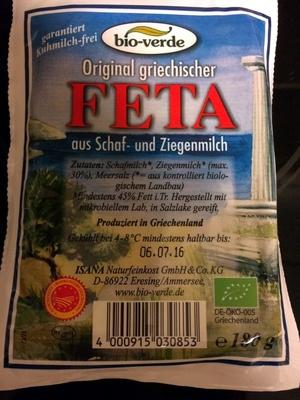 garantiert
Kuhmilch-frei
bio-verde
Original griechischer
FETA
aus Schaf- und Ziegenmilch
Zutaten: Schafmilch*, Ziegenmilch* (max.
30%), Meersalz (*= aus kontrolliert biolo-
gischem Landbau)
Mindestens 45% Fett i.Tr. Hergestellt mit
mikrobiellem Lab, in Salzlake gereift.
Produziert in Griechenland
Gekühlt bei 4-8°C mindestens haltbar bis:
06.07.16
ISANA Naturfeinkost GmbH & Co. KG
D-86922 Eresing/Ammersee,
www.bio-verde.de
DE-ÖKO-005
Griechenland
4 000915 030853
e 180g